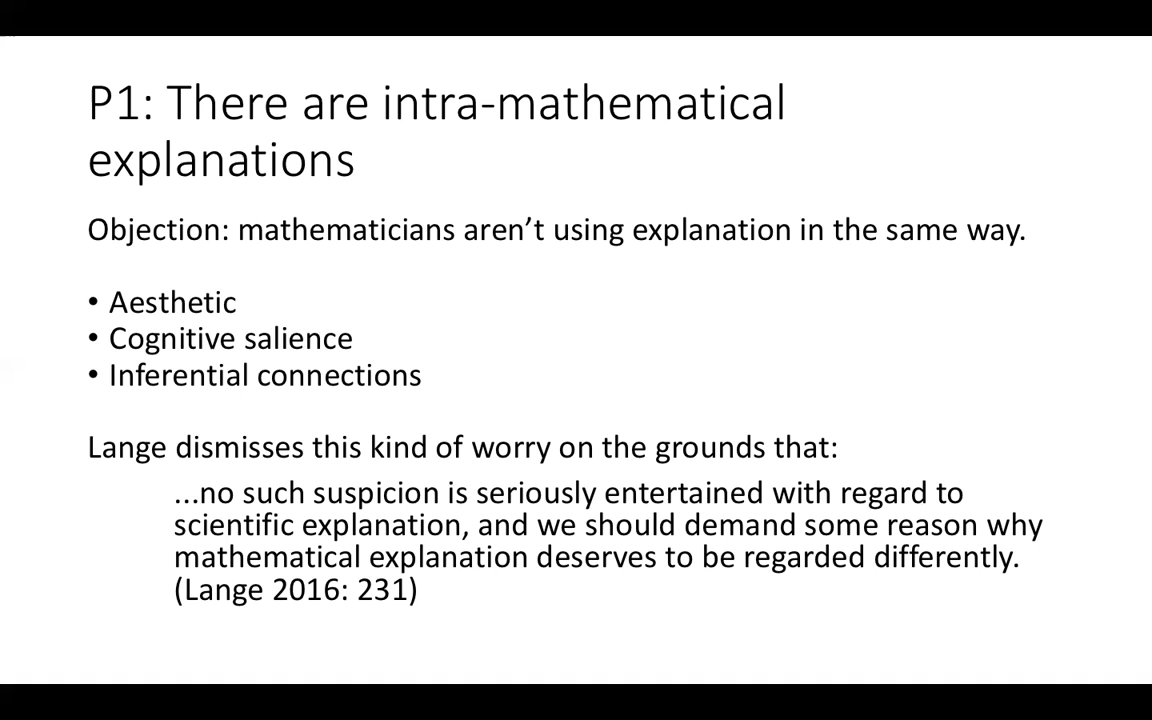 P1: There are intra-mathematical
explanations
Objection: mathematicians aren’t using explanation in the same way.
• Aesthetic
• Cognitive salience
• Inferential connections
Lange dismisses this kind of worry on the grounds that:
...no such suspicion is seriously entertained with regard to
scientific explanation, and we should demand some reason why
mathematical explanation deserves to be regarded differently.
(Lange 2016: 231)